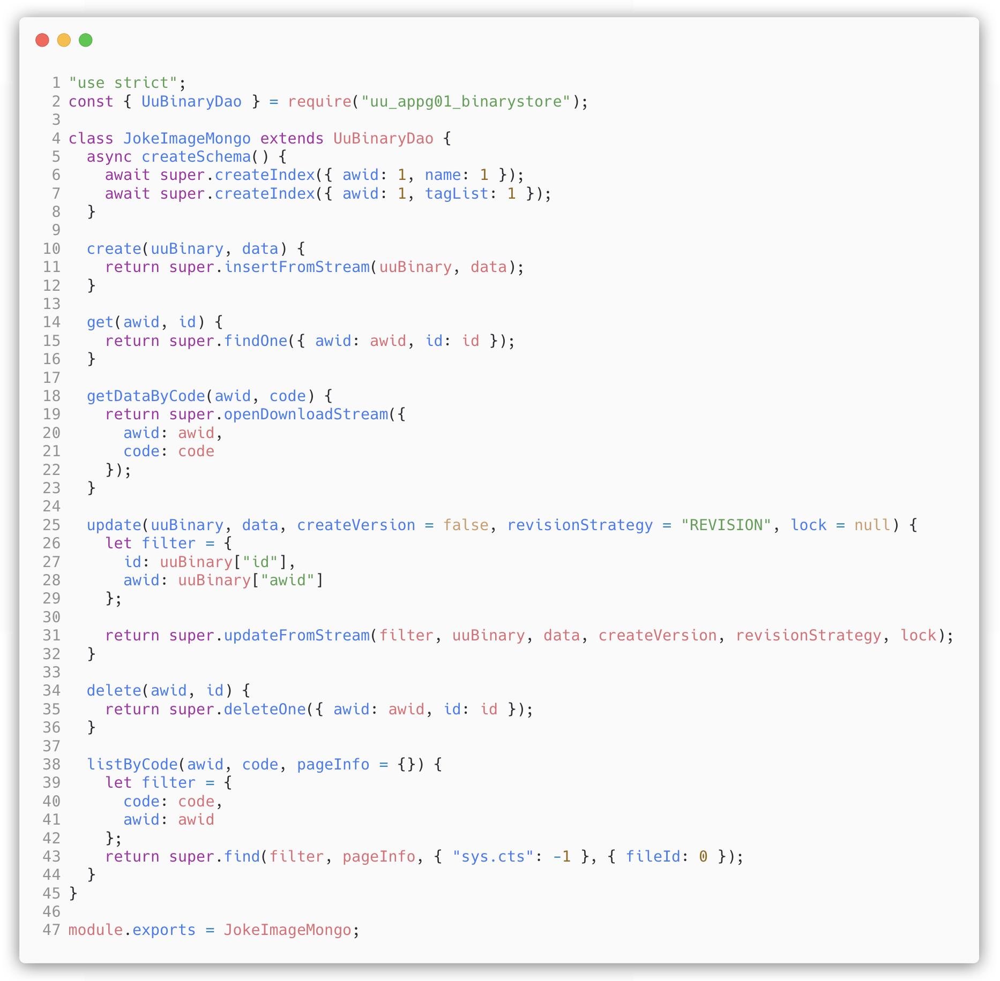 1 "use strict";
2 const { UuBinaryDao } = require("uu_appg01_binarystore");
3
4 class JokeImageMongo extends UuBinaryDao {
5   async createSchema() {
6     await super.createIndex({ awid: 1, name: 1 });
7     await super.createIndex({ awid: 1, tagList: 1 });
8   }
9
10   create(uuBinary, data) {
11     return super.insertFromStream(uuBinary, data);
12   }
13
14   get(awid, id) {
15     return super.findOne({ awid: awid, id: id });
16   }
17
18   getDataByCode(awid, code) {
19     return super.openDownloadStream({
20       awid: awid,
21       code: code
22     });
23   }
24
25   update(uuBinary, data, createVersion = false, revisionStrategy = "REVISION", lock = null) {
26     let filter = {
27       id: uuBinary["id"],
28       awid: uuBinary["awid"]
29     };
30
31     return super.updateFromStream(filter, uuBinary, data, createVersion, revisionStrategy, lock);
32   }
33
34   delete(awid, id) {
35     return super.deleteOne({ awid: awid, id: id });
36   }
37
38   listByCode(awid, code, pageInfo = {}) {
39     let filter = {
40       code: code,
41       awid: awid
42     };
43     return super.find(filter, pageInfo, { "sys.cts": -1 }, { fileId: 0 });
44   }
45 }
46
47 module.exports = JokeImageMongo;